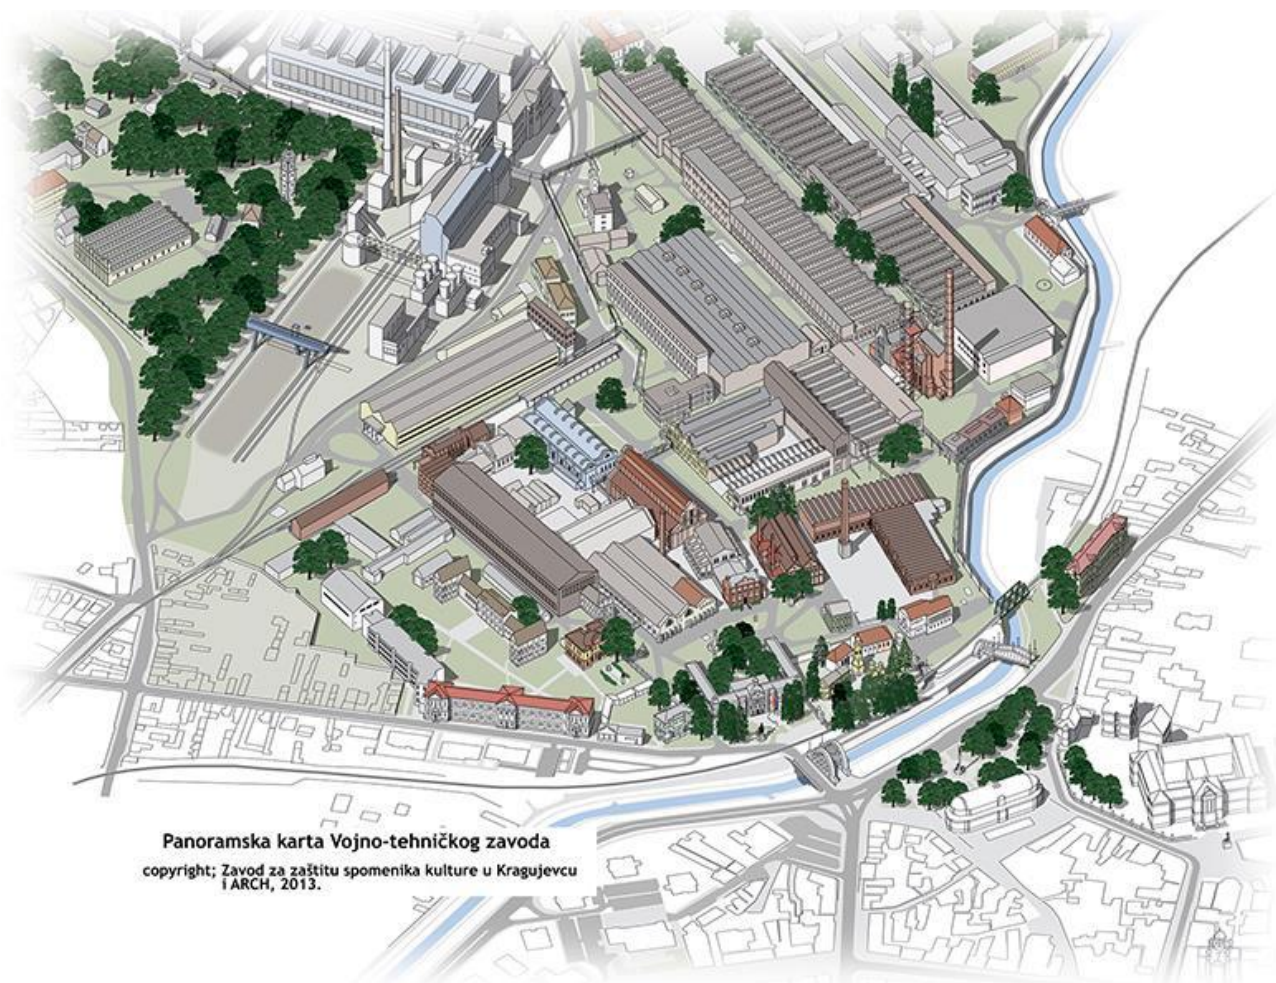 Panoramska karta Vojno-tehničkog zavoda
copyright; Zavod za zaštitu spomenika kulture u Kragujevcu
i ARCH, 2013.